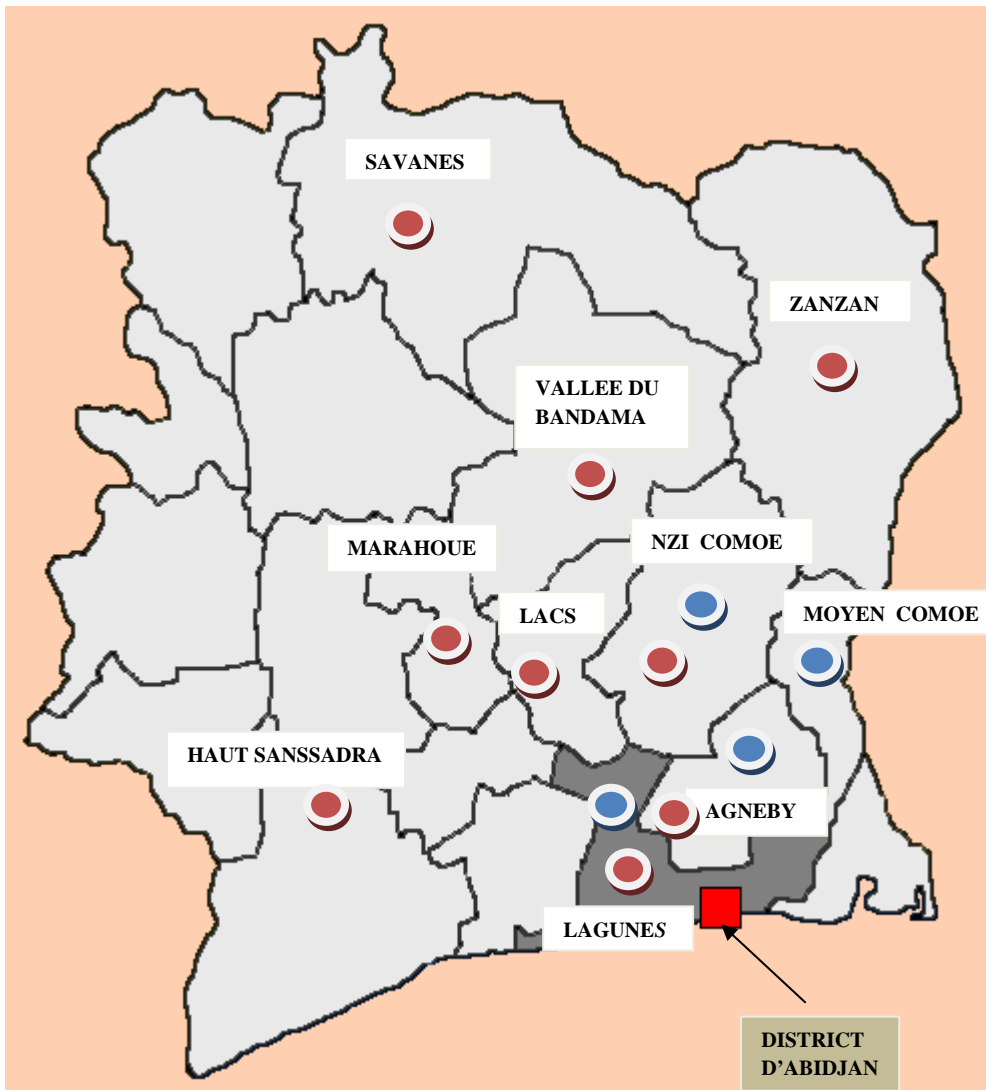 SAVANES
ZANZAN
VALLEE DU
BANDAMA
MARAHOUE
NZI COMOE
LACS
MOYEN COMOE
HAUT SANSSADRA
AGNEBY
LAGUNES
DISTRICT
D'ABIDJAN